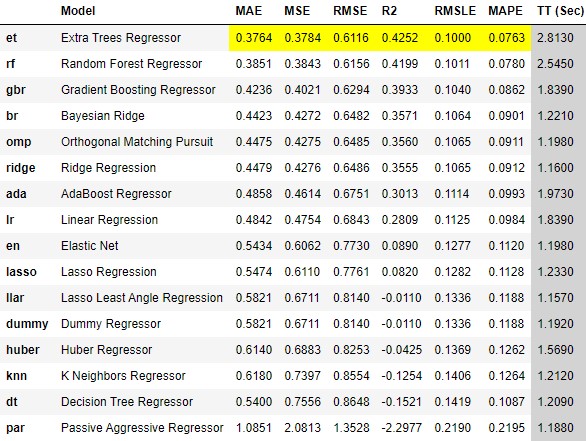 Model MAE MSE RMSE R2 RMSLE MAPE TT (Sec)
et Extra Trees Regressor 0.3764 0.3784 0.6116 0.4252 0.1000 0.0763 2.8130
rf Random Forest Regressor 0.3851 0.3843 0.6156 0.4199 0.1011 0.0780 2.5450
gbr Gradient Boosting Regressor 0.4236 0.4021 0.6294 0.3933 0.1040 0.0862 1.8390
br Bayesian Ridge 0.4423 0.4272 0.6482 0.3571 0.1064 0.0901 1.2210
omp Orthogonal Matching Pursuit 0.4475 0.4275 0.6485 0.3560 0.1065 0.0911 1.1980
ridge Ridge Regression 0.4479 0.4276 0.6486 0.3555 0.1065 0.0912 1.1600
ada AdaBoost Regressor 0.4858 0.4614 0.6751 0.3013 0.1114 0.0993 1.9730
lr Linear Regression 0.4842 0.4754 0.6843 0.2809 0.1125 0.0984 1.8390
en Elastic Net 0.5434 0.6062 0.7730 0.0890 0.1277 0.1120 1.1980
lasso Lasso Regression 0.5474 0.6110 0.7761 0.0820 0.1282 0.1128 1.2330
llar Lasso Least Angle Regression 0.5821 0.6711 0.8140 -0.0110 0.1336 0.1188 1.1570
dummy Dummy Regressor 0.5821 0.6711 0.8140 -0.0110 0.1336 0.1188 1.1920
huber Huber Regressor 0.6140 0.6883 0.8253 -0.0425 0.1369 0.1262 1.5690
knn K Neighbors Regressor 0.6180 0.7397 0.8554 -0.1254 0.1406 0.1264 1.2120
dt Decision Tree Regressor 0.5400 0.7556 0.8648 -0.1521 0.1419 0.1087 1.2090
par Passive Aggressive Regressor 1.0851 2.0813 1.3528 -2.2977 0.2190 0.2195 1.1880